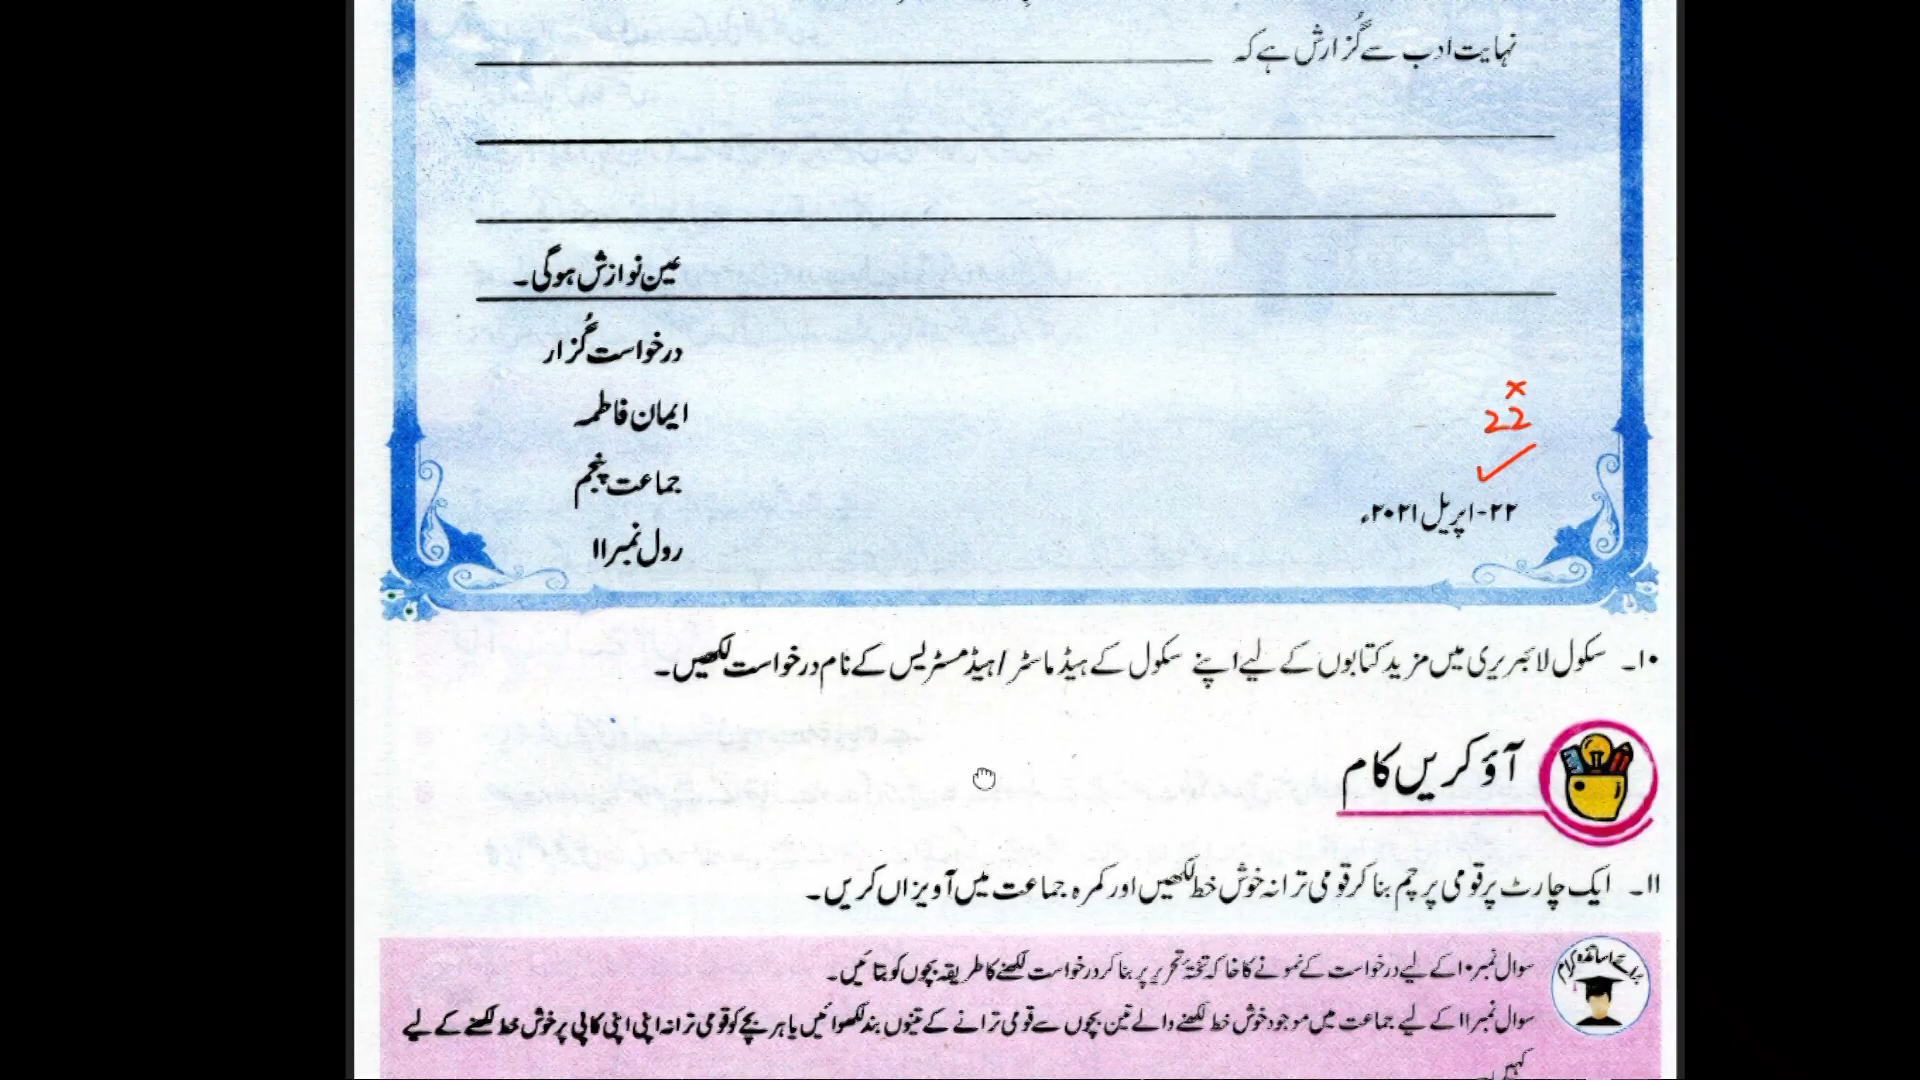 نہایت ادب سے گُزارش ہے کہ
عین نوازش ہوگی۔
درخواست گُزار
ایمان فاطمہ
x
22
جماعت پنجم
۲۲-اپریل ۲۰۲۱ء
رول نمبر ۱۱
۱۰۔ سکول لائبریری میں مزید کتابوں کے لیے اپنے سکول کے ہیڈ ماسٹر / ہیڈ مسٹریس کے نام درخواست لکھیں۔
آؤ کریں کام
۱۱۔ ایک چارٹ پر قومی پرچم بنا کر قومی ترانہ خوش خط لکھیں اور کمرہ جماعت میں آویزاں کریں۔
برائے اساتذہ کرام
سوال نمبر ۱۰ کے لیے درخواست کے نمونے کا خاکہ تختۂ تحریر پر بنا کر درخواست لکھنے کا طریقہ بچوں کو بتائیں۔
سوال نمبر ۱۱ کے لیے جماعت میں موجود خوش خط لکھنے والے تین بچوں سے قومی ترانے کے تینوں بند لکھوائیں یا ہر بچے کو قومی ترانہ اپنی اپنی کاپی پر خوش خط لکھنے کے لیے